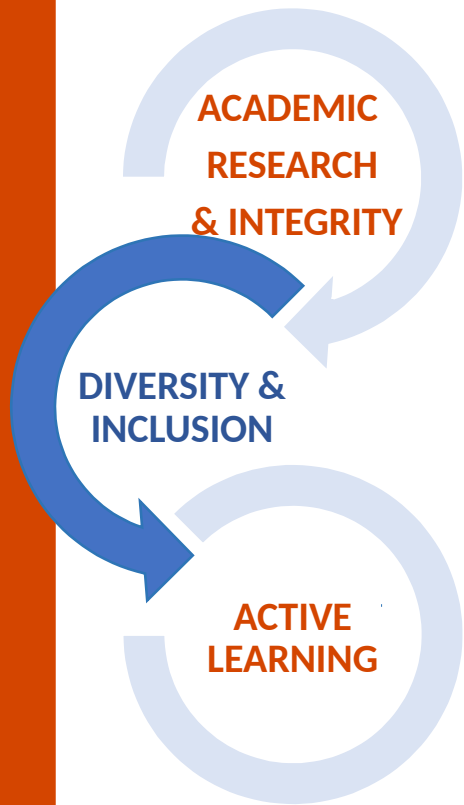 ACADEMIC
RESEARCH
& INTEGRITY
DIVERSITY &
INCLUSION
ACTIVE
LEARNING